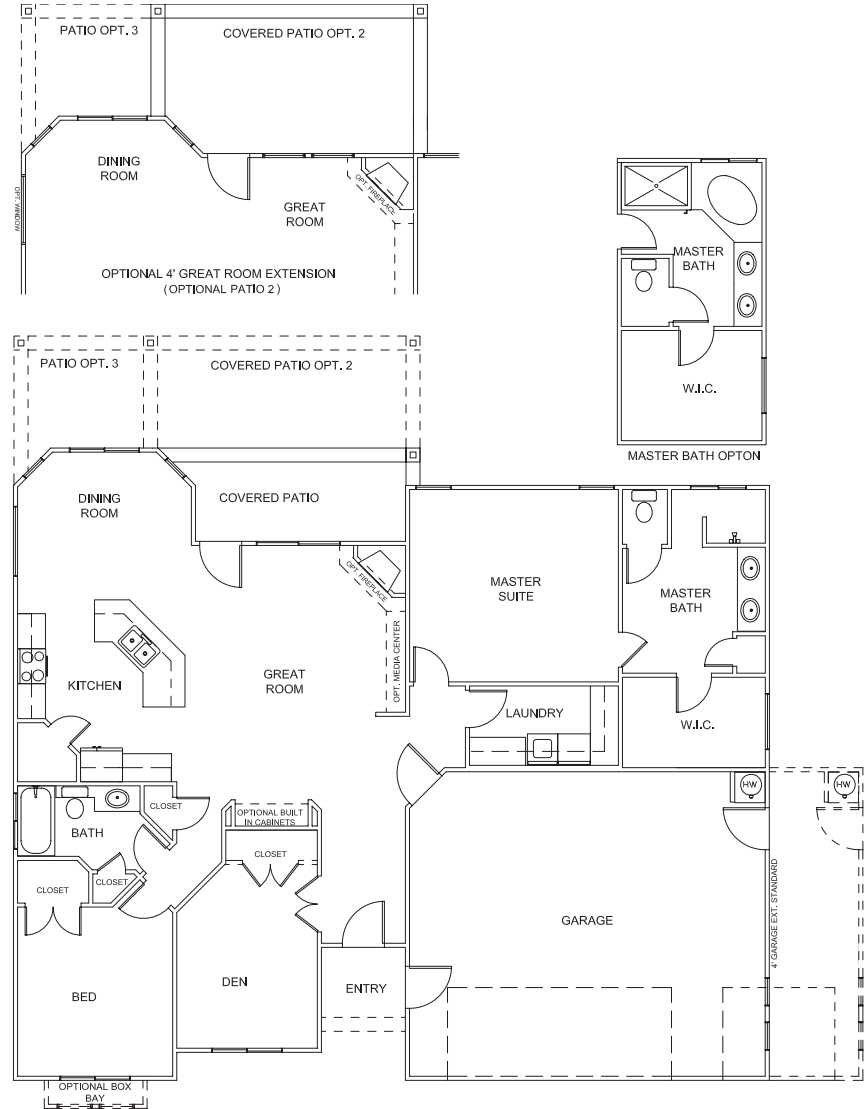 PATIO OPT. 3
COVERED PATIO OPT. 2
DINING
ROOM
OPT. WINDOW
GREAT
ROOM
OPT. FIREPLACE
OPTIONAL 4' GREAT ROOM EXTENSION
( OPTIONAL PATIO 2 )
MASTER
BATH
W.I.C.
MASTER BATH OPTON
PATIO OPT. 3
COVERED PATIO OPT. 2
DINING
ROOM
COVERED PATIO
OPT. FIREPLACE
MASTER
SUITE
MASTER
BATH
KITCHEN
GREAT
ROOM
OPT. MEDIA CENTER
LAUNDRY
W.I.C.
HW
HW
CLOSET
OPTIONAL BUILT
IN CABINETS
BATH
CLOSET
CLOSET
CLOSET
GARAGE
4' GARAGE EXT. STANDARD
BED
DEN
ENTRY
OPTIONAL BOX
BAY